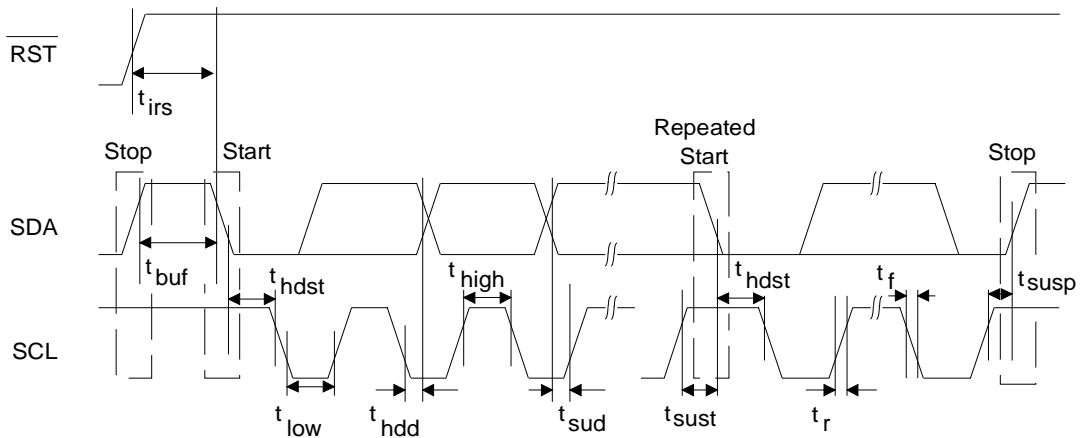 RST
t irs
Repeated
Stop Start Start Stop
SDA
t buf t hdst t high t hdst t f t susp
SCL
t low t hdd t sud t sust t r